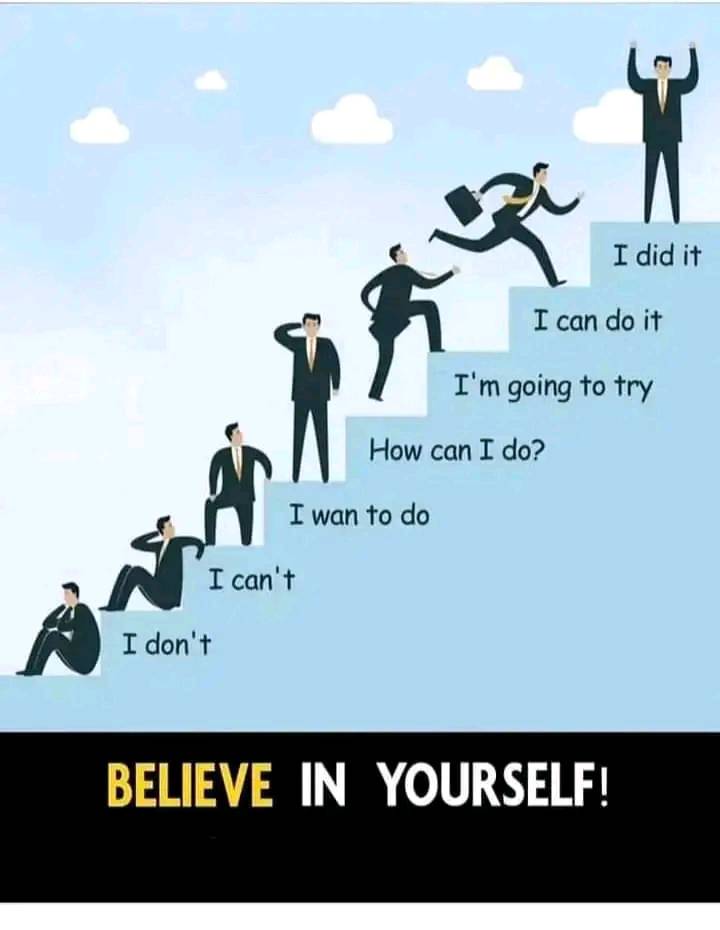 I did it
I can do it
I'm going to try
How can I do?
I wan to do
I can't
I don't
BELIEVE IN YOURSELF!